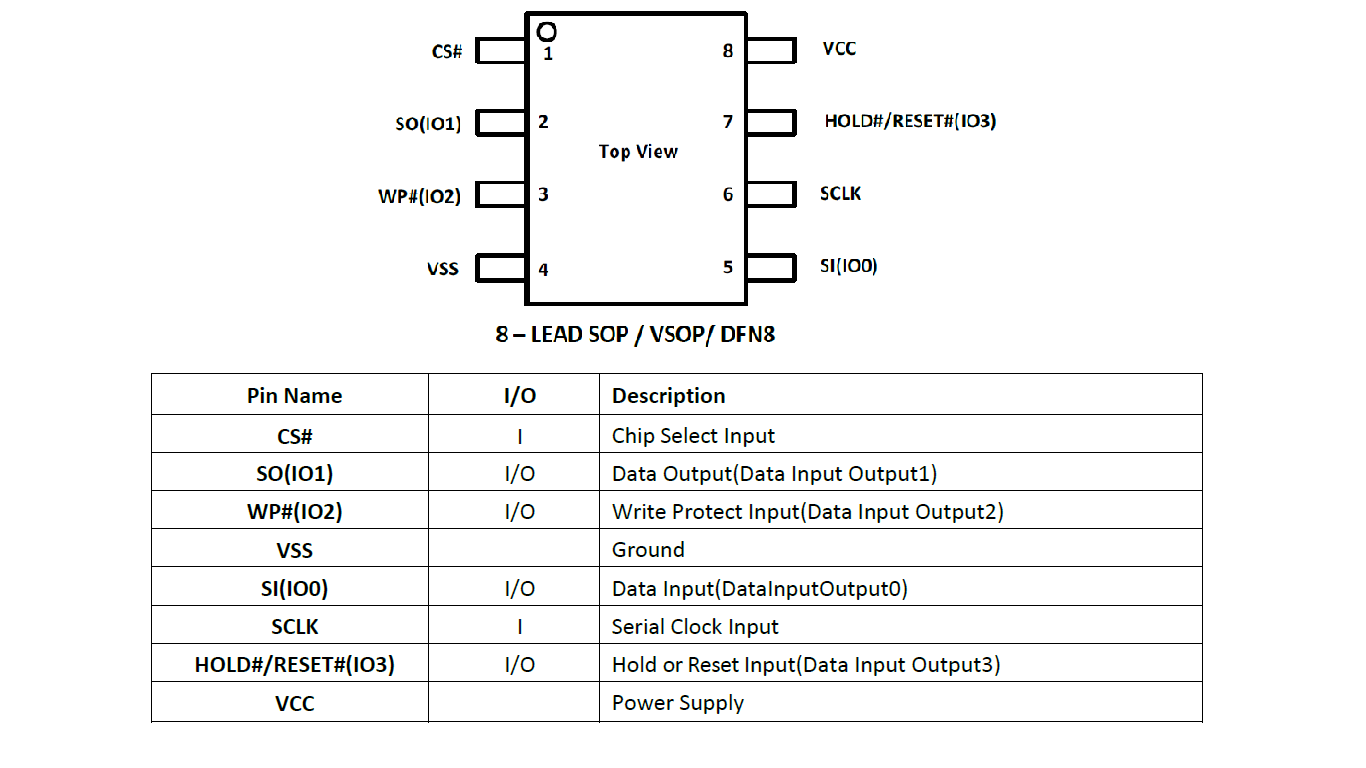 CS# 1 8 VCC
SO(IO1) 2 7 HOLD#/RESET#(IO3)
Top View
WP#(IO2) 3 6 SCLK
VSS 4 5 SI(IO0)
8 – LEAD SOP / VSOP/ DFN8
Pin Name I/O Description
CS# I Chip Select Input
SO(IO1) I/O Data Output(Data Input Output1)
WP#(IO2) I/O Write Protect Input(Data Input Output2)
VSS Ground
SI(IO0) I/O Data Input(DataInputOutput0)
SCLK I Serial Clock Input
HOLD#/RESET#(IO3) I/O Hold or Reset Input(Data Input Output3)
VCC Power Supply